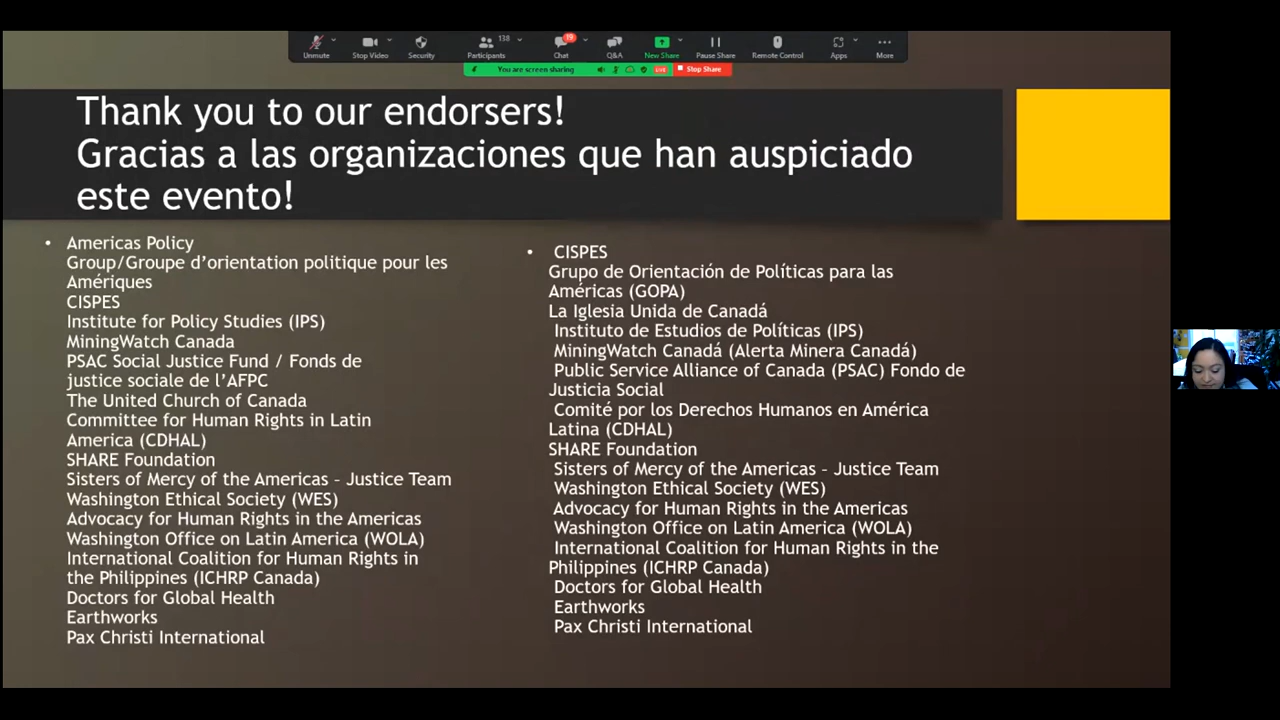 138
19
Unmute
Stop Video
Security
Participants
Chat
Q&A
New Share
Pause Share
Remote Control
Apps
More
You are screen sharing
LIVE
Stop Share
Thank you to our endorsers!
Gracias a las organizaciones que han auspiciado
este evento!
• Americas Policy
Group/Groupe d’orientation politique pour les
Amériques
CISPES
Institute for Policy Studies (IPS)
MiningWatch Canada
PSAC Social Justice Fund / Fonds de
justice sociale de l’AFPC
The United Church of Canada
Committee for Human Rights in Latin
America (CDHAL)
SHARE Foundation
Sisters of Mercy of the Americas – Justice Team
Washington Ethical Society (WES)
Advocacy for Human Rights in the Americas
Washington Office on Latin America (WOLA)
International Coalition for Human Rights in
the Philippines (ICHRP Canada)
Doctors for Global Health
Earthworks
Pax Christi International
• CISPES
Grupo de Orientación de Políticas para las
Américas (GOPA)
La Iglesia Unida de Canadá
Instituto de Estudios de Políticas (IPS)
MiningWatch Canadá (Alerta Minera Canadá)
Public Service Alliance of Canada (PSAC) Fondo de
Justicia Social
Comité por los Derechos Humanos en América
Latina (CDHAL)
SHARE Foundation
Sisters of Mercy of the Americas – Justice Team
Washington Ethical Society (WES)
Advocacy for Human Rights in the Americas
Washington Office on Latin America (WOLA)
International Coalition for Human Rights in the
Philippines (ICHRP Canada)
Doctors for Global Health
Earthworks
Pax Christi International